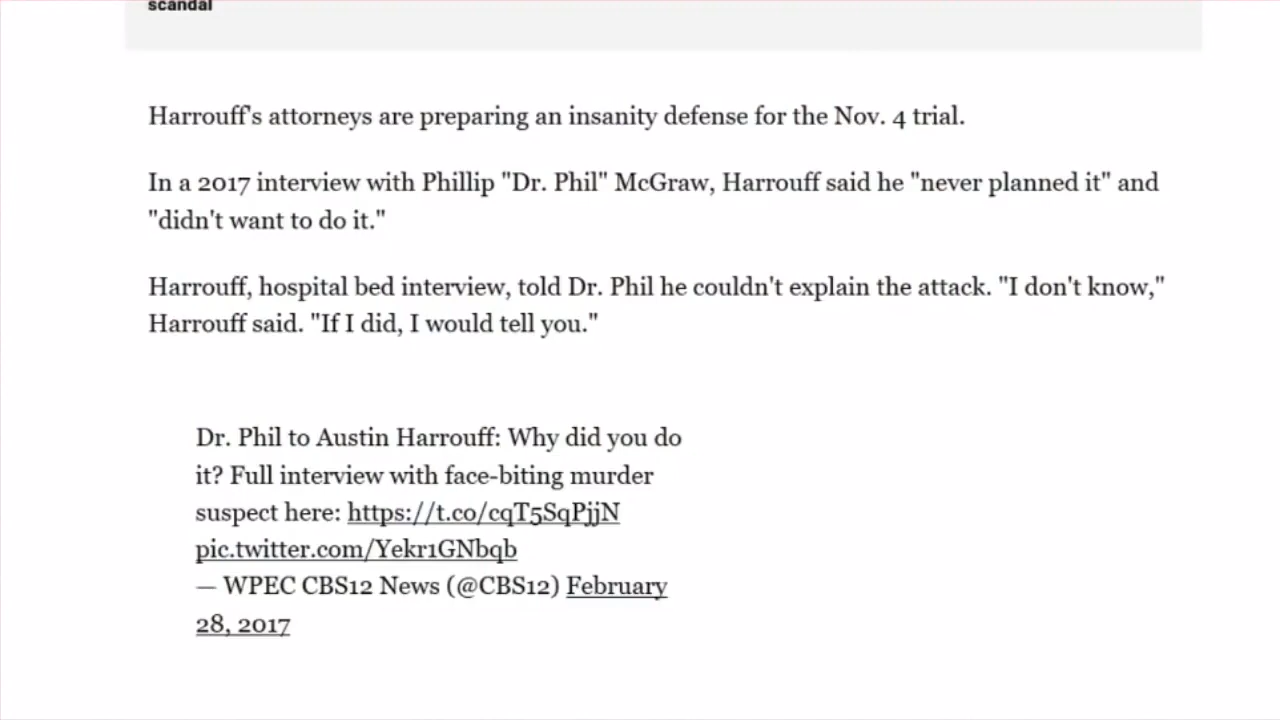 scandal
Harrouff's attorneys are preparing an insanity defense for the Nov. 4 trial.
In a 2017 interview with Phillip "Dr. Phil" McGraw, Harrouff said he "never planned it" and
"didn't want to do it."
Harrouff, hospital bed interview, told Dr. Phil he couldn't explain the attack. "I don't know,"
Harrouff said. "If I did, I would tell you."
Dr. Phil to Austin Harrouff: Why did you do
it? Full interview with face-biting murder
suspect here: https://t.co/cqT5SqPjjN
pic.twitter.com/Yekr1GNbqb
— WPEC CBS12 News (@CBS12) February
28, 2017